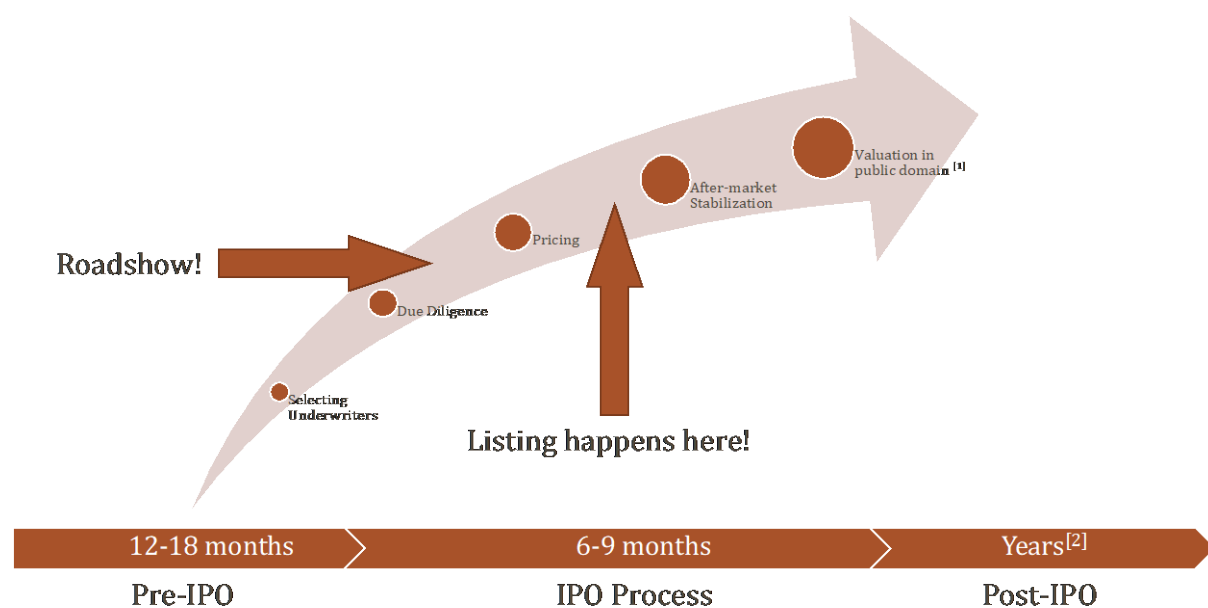 Valuation in
public domain [1]
After-market
Stabilization
Pricing
Roadshow!
Due Diligence
Selecting
Underwriters
Listing happens here!
12-18 months
6-9 months
Years[2]
Pre-IPO
IPO Process
Post-IPO